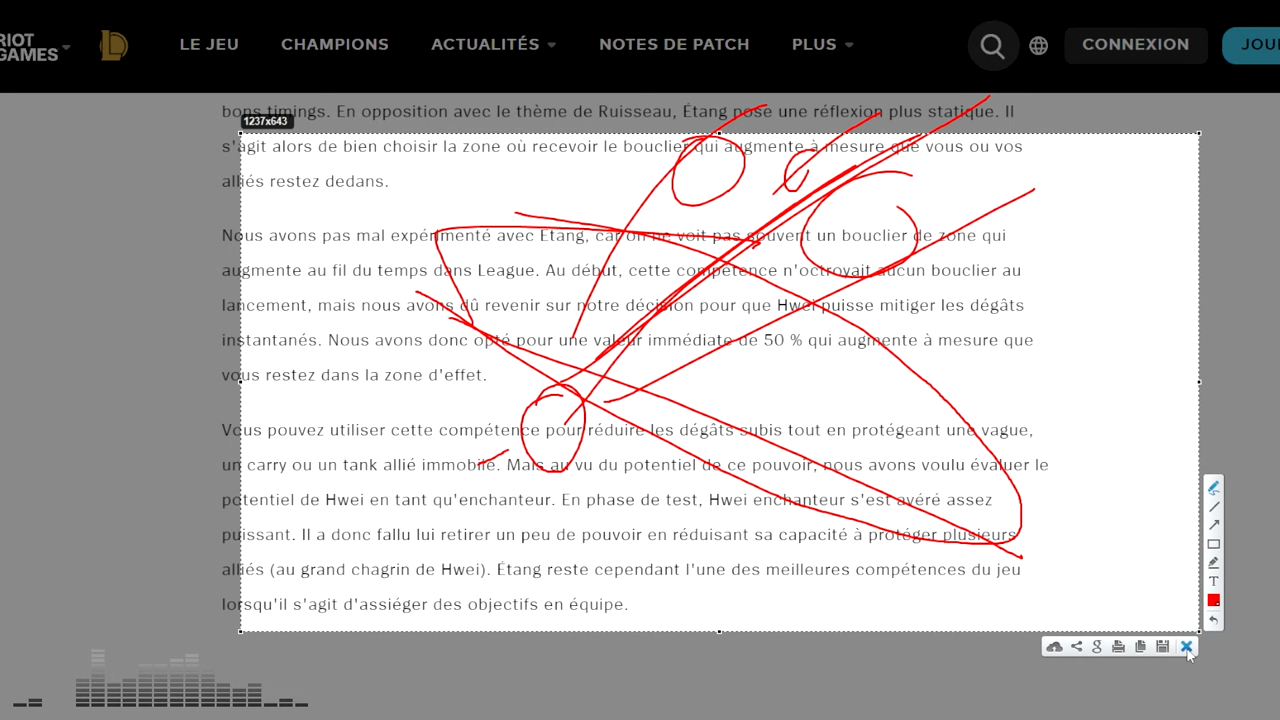 RIOT
GAMES
LE JEU
CHAMPIONS
ACTUALITÉS
NOTES DE PATCH
PLUS
CONNEXION
JOUE
bons timings. En opposition avec le thème de Ruisseau, Étang pose une réflexion plus statique. Il
1237x643
s'agit alors de bien choisir la zone où recevoir le bouclier qui augmente à mesure que vous ou vos
alliés restez dedans.
Nous avons pas mal expérimenté avec Étang, car on ne voit pas souvent un bouclier de zone qui
augmente au fil du temps dans League. Au début, cette compétence n'octroyait aucun bouclier au
lancement, mais nous avons dû revenir sur notre décision pour que Hwei puisse mitiger les dégâts
instantanés. Nous avons donc opté pour une valeur immédiate de 50 % qui augmente à mesure que
vous restez dans la zone d'effet.
Vous pouvez utiliser cette compétence pour réduire les dégâts subis tout en protégeant une vague,
un carry ou un tank allié immobile. Mais au vu du potentiel de ce pouvoir, nous avons voulu évaluer le
potentiel de Hwei en tant qu'enchanteur. En phase de test, Hwei enchanteur s'est avéré assez
puissant. Il a donc fallu lui retirer un peu de pouvoir en réduisant sa capacité à protéger plusieurs
alliés (au grand chagrin de Hwei). Étang reste cependant l'une des meilleures compétences du jeu
lorsqu'il s'agit d'assiéger des objectifs en équipe.